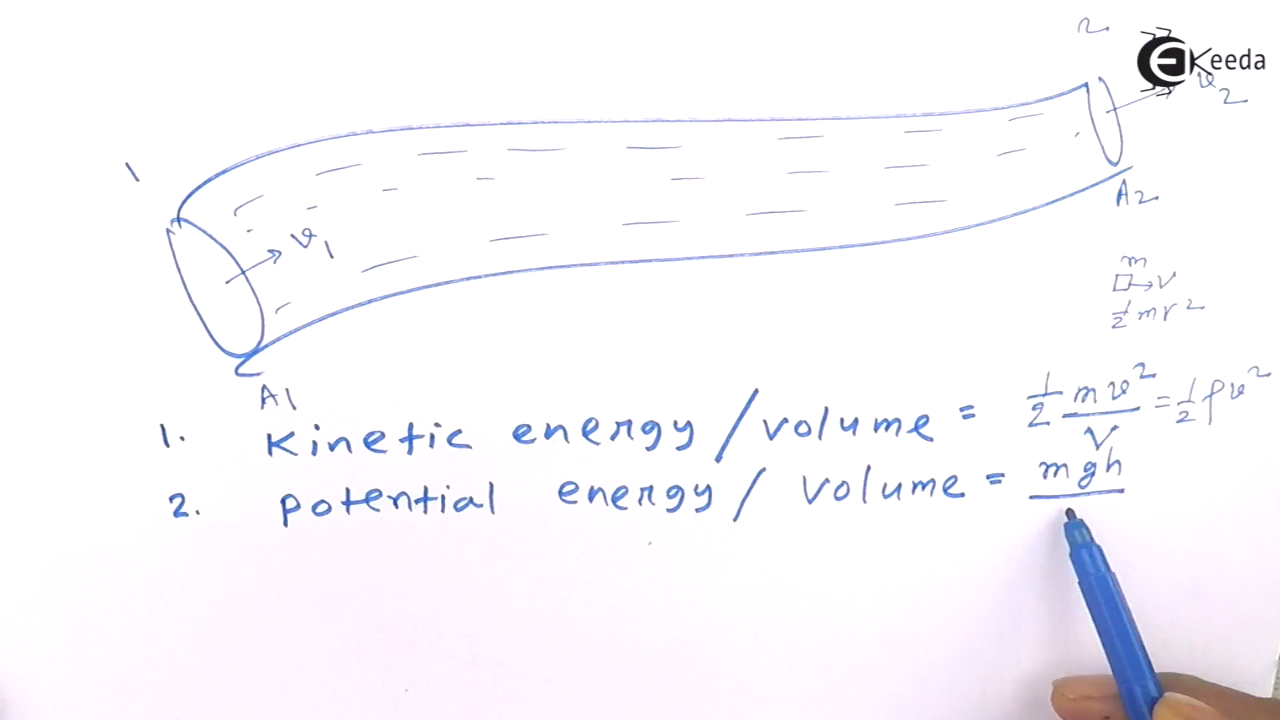 2
EKeeda
v2
1
v1
A2
m
v
1/2 mv²
A1
1. Kinetic energy/volume = 1/2 mv²/V = 1/2 ρv²
2. potential energy/volume = mgh